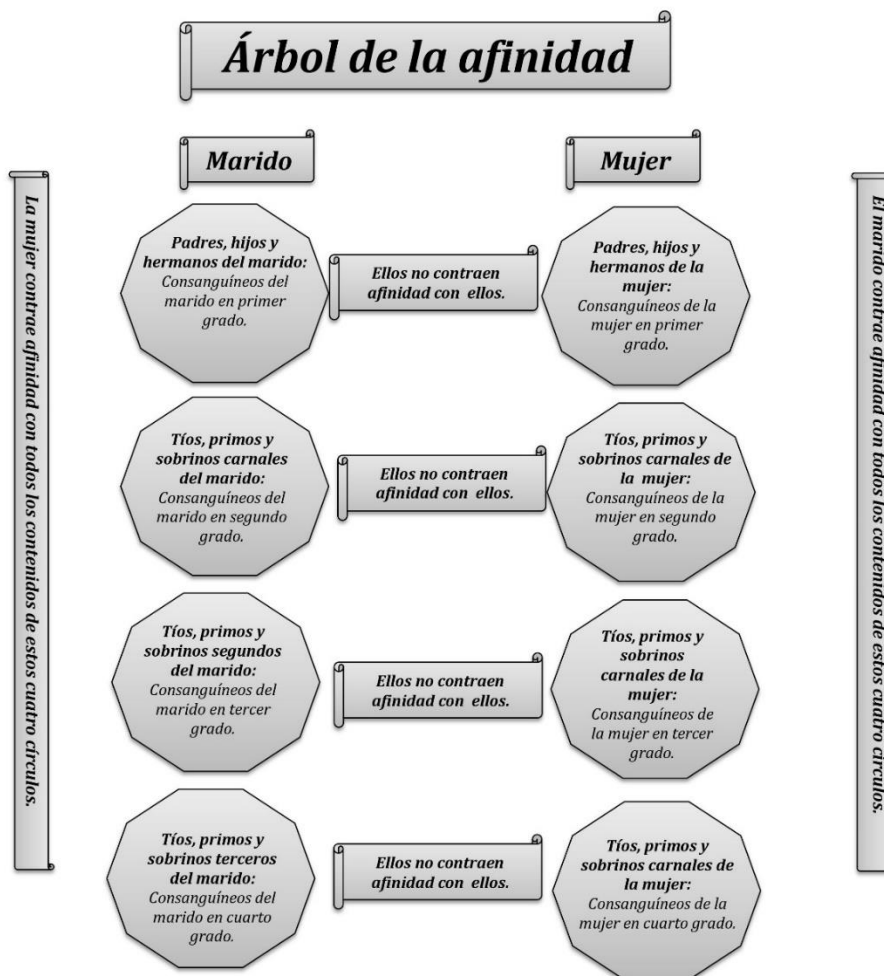 Árbol de la afinidad
Marido
Mujer
La mujer contrae afinidad con todos los contenidos de estos cuatro círculos.
Padres, hijos y
hermanos del marido:
Consanguíneos del
marido en primer
grado.
Ellos no contraen
afinidad con ellos.
Padres, hijos y
hermanos de la
mujer:
Consanguíneos de la
mujer en primer
grado.
El marido contrae afinidad con todos los contenidos de estos cuatro círculos.
Tíos, primos y
sobrinos carnales
del marido:
Consanguíneos del
marido en segundo
grado.
Ellos no contraen
afinidad con ellos.
Tíos, primos y
sobrinos carnales de
la mujer:
Consanguíneos de la
mujer en segundo
grado.
Tíos, primos y
sobrinos segundos
del marido:
Consanguíneos del
marido en tercer
grado.
Ellos no contraen
afinidad con ellos.
Tíos, primos y
sobrinos
carnales de la
mujer:
Consanguíneos de
la mujer en tercer
grado.
Tíos, primos y
sobrinos terceros
del marido:
Consanguíneos del
marido en cuarto
grado.
Ellos no contraen
afinidad con ellos.
Tíos, primos y
sobrinos carnales de
la mujer:
Consanguíneos de la
mujer en cuarto grado.